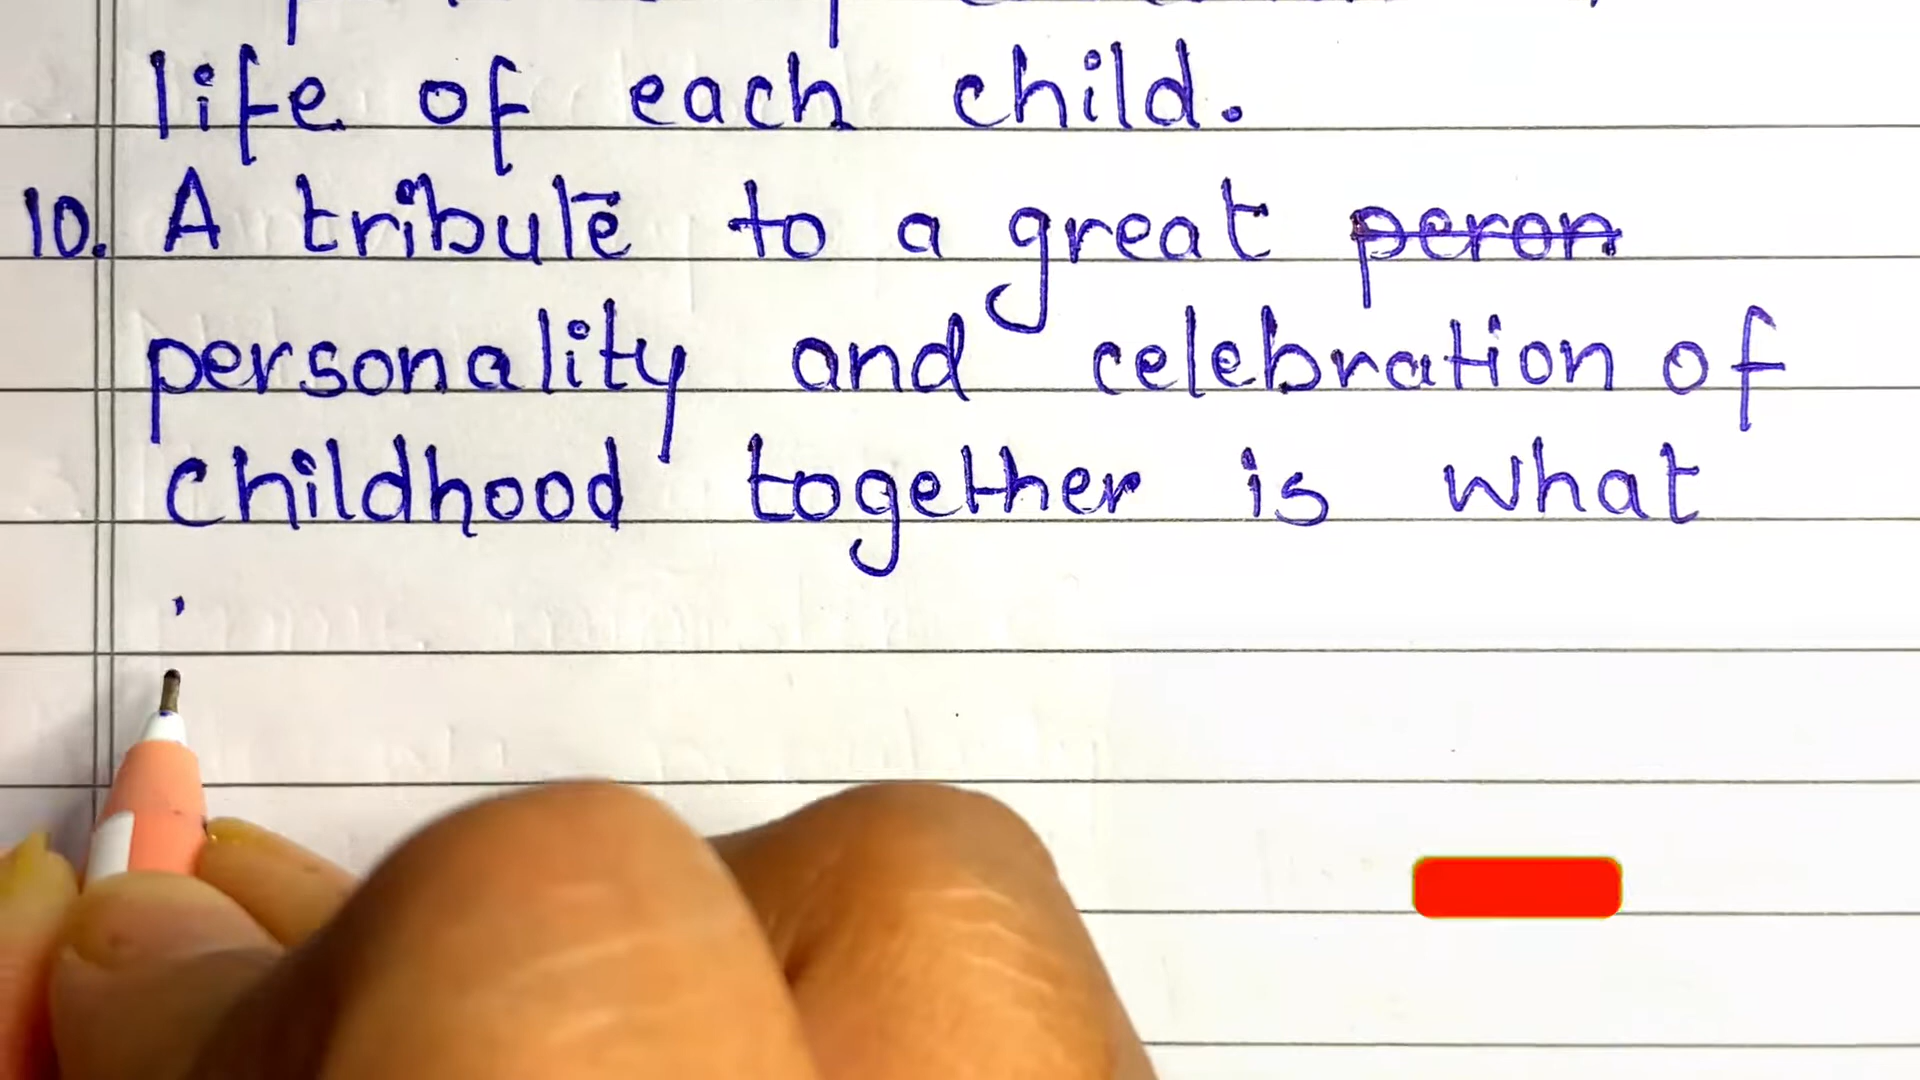 life of each child.
10. A tribute to a great peron
personality and celebration of
childhood together is what